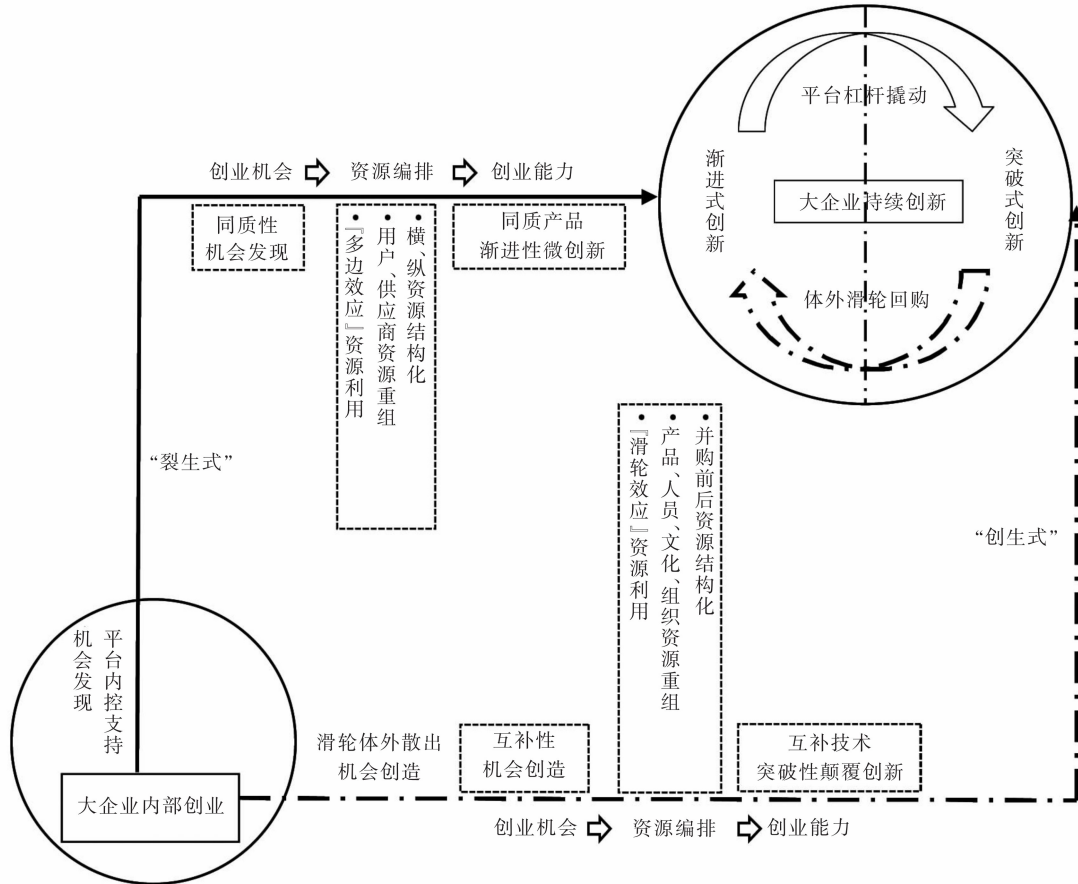 平台杠杆撬动
渐进式创新
突破式创新
大企业持续创新
体外滑轮回购
创业机会
资源编排
创业能力
同质性
机会发现
• 横、纵资源结构化
• 用户、供应商资源重组
• 『多边效应』资源利用
同质产品
渐进性微创新
“裂生式”
• 并购前后资源结构化
• 产品、人员、文化、组织资源重组
• 『滑轮效应』资源利用
“创生式”
平台内控支持
机会发现
大企业内部创业
滑轮体外散出
机会创造
互补性
机会创造
互补技术
突破性颠覆创新
创业机会
资源编排
创业能力